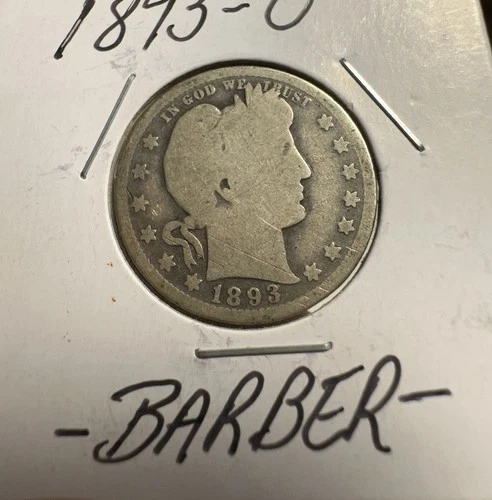 1893-O
IN GOD WE TRUST
1893
-BARBER-